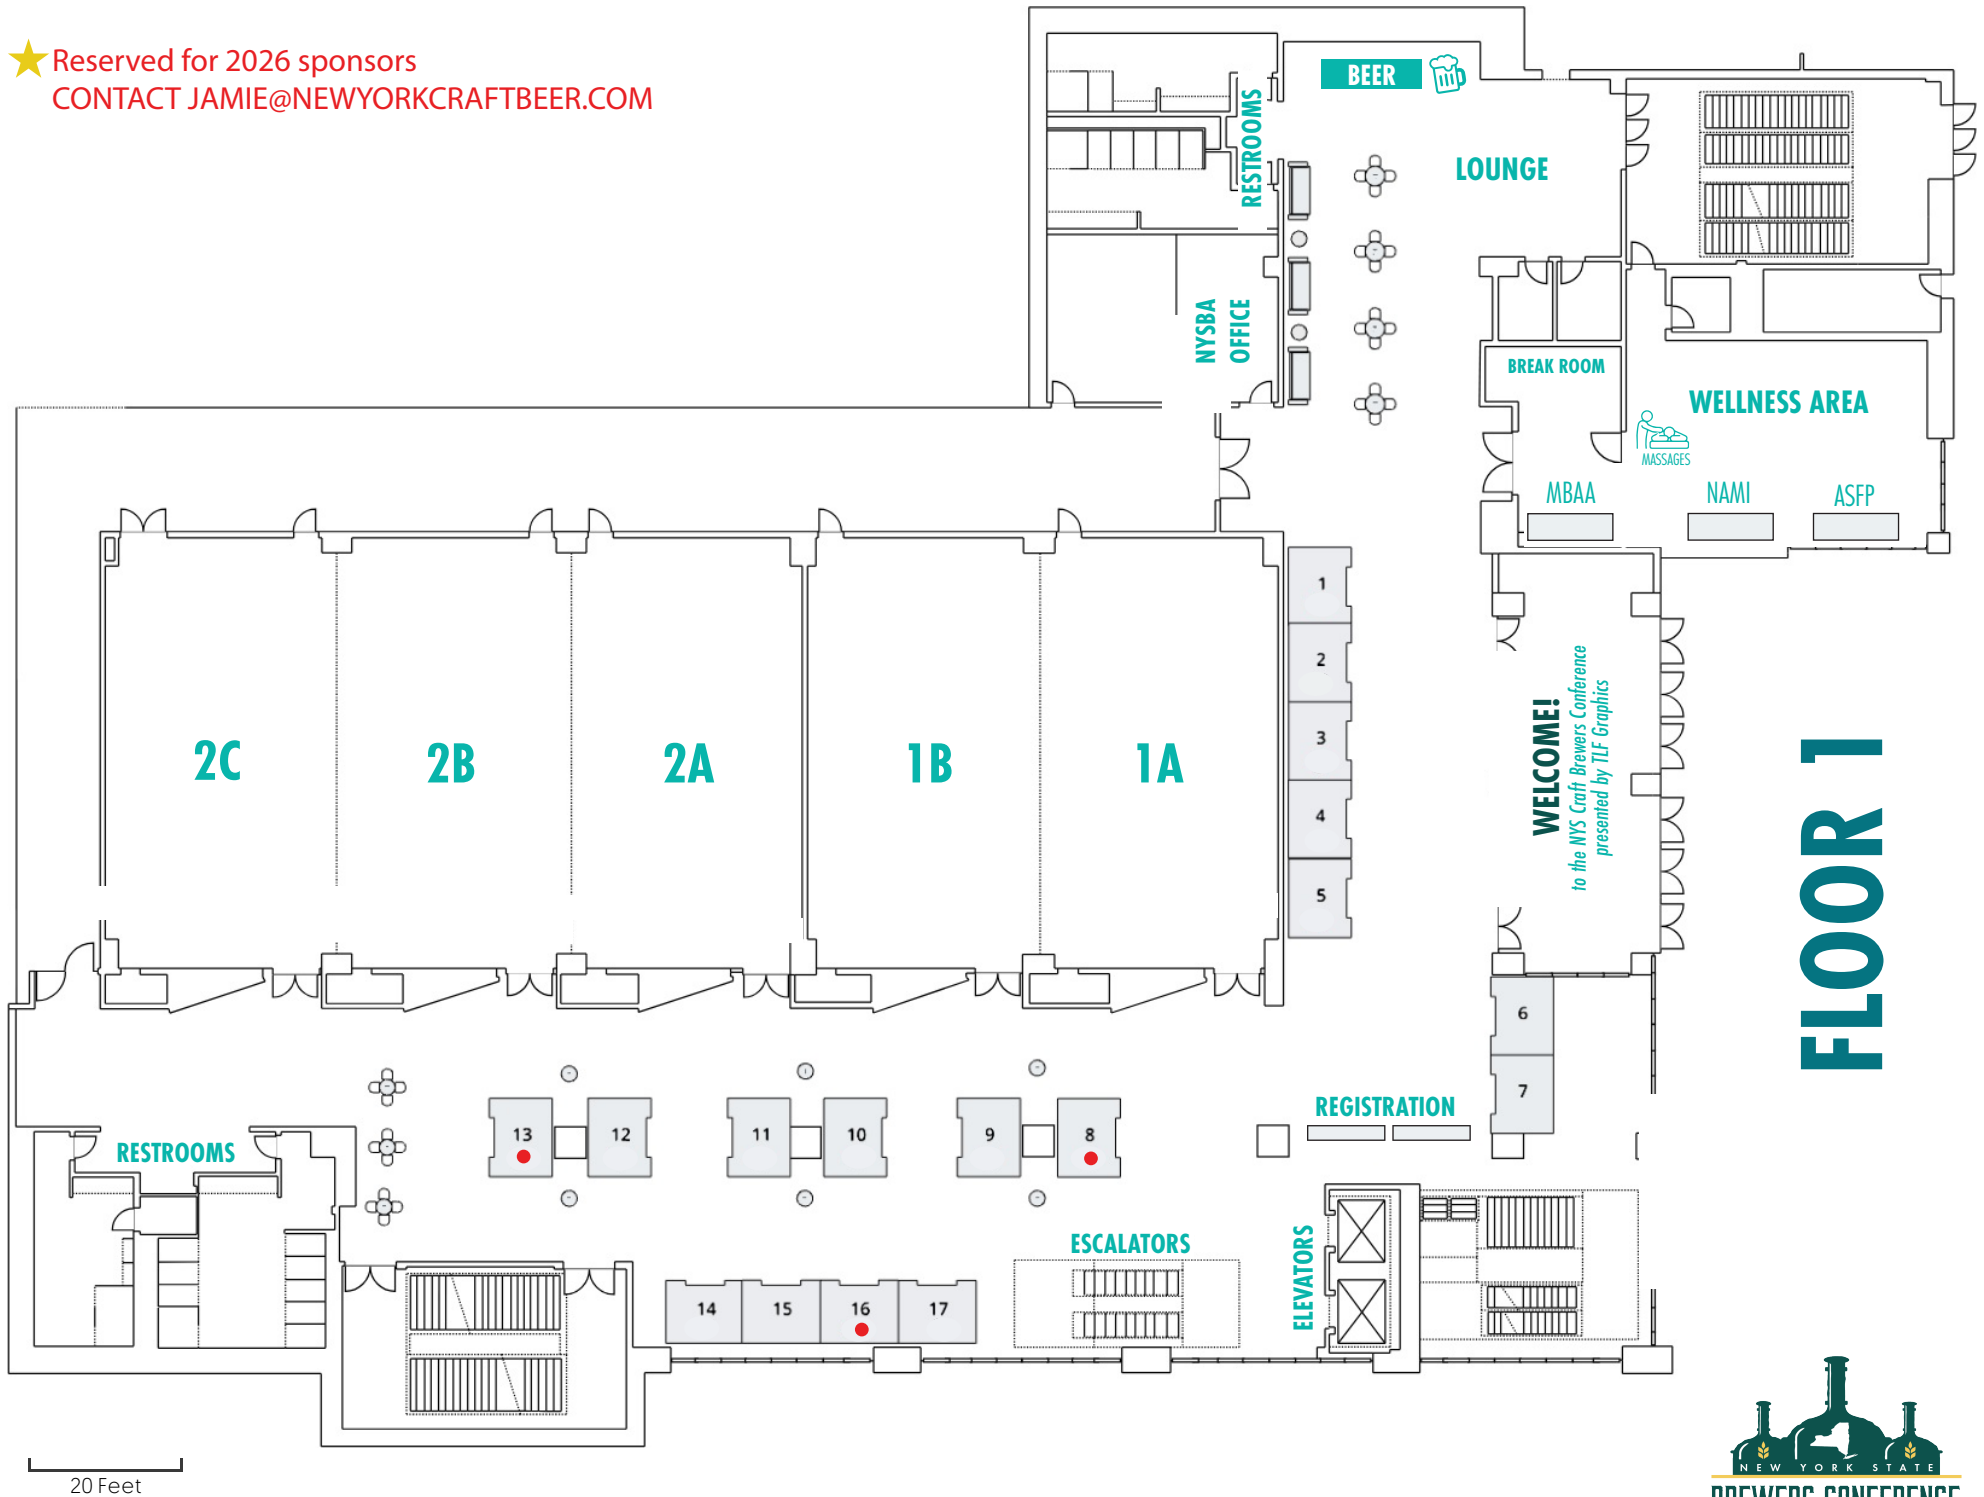 Reserved for 2026 sponsors
CONTACT JAMIE@NEWYORKCRAFTBEER.COM
BEER
RESTROOMS
LOUNGE
NYSBA
OFFICE
BREAK ROOM
WELLNESS AREA
MASSAGES
MBAA
NAMI
ASFP
1
2
3
4
5
2C
2B
2A
1B
1A
WELCOME!
to the NYS Craft Brewers Conference
presented by TLF Graphics
FLOOR 1
6
7
REGISTRATION
13
12
11
10
9
8
RESTROOMS
ESCALATORS
ELEVATORS
14
15
16
17
20 Feet
NEW YORK STATE
BREWERS CONFERENCE